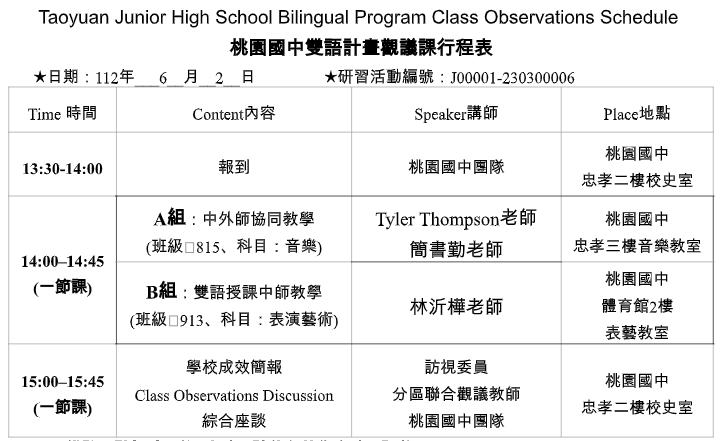 Taoyuan Junior High School Bilingual Program Class Observations Schedule
桃園國中雙語計畫觀議課行程表
★日期：112年___6__月__2__日 ★研習活動編號：J00001-230300006
Time 時間 Content內容 Speaker講師 Place地點
13:30-14:00 報到 桃園國中團隊 桃園國中
忠孝二樓校史室
14:00–14:45
(一節課)
A組：中外師協同教學
(班級□815、科目：音樂)
Tyler Thompson老師
簡書勤老師
桃園國中
忠孝三樓音樂教室
B組：雙語授課中師教學
(班級□913、科目：表演藝術)
林沂樺老師
桃園國中
體育館2樓
表藝教室
15:00–15:45
(一節課)
學校成效簡報
Class Observations Discussion
綜合座談
訪視委員
分區聯合觀議教師
桃園國中團隊
桃園國中
忠孝二樓校史室